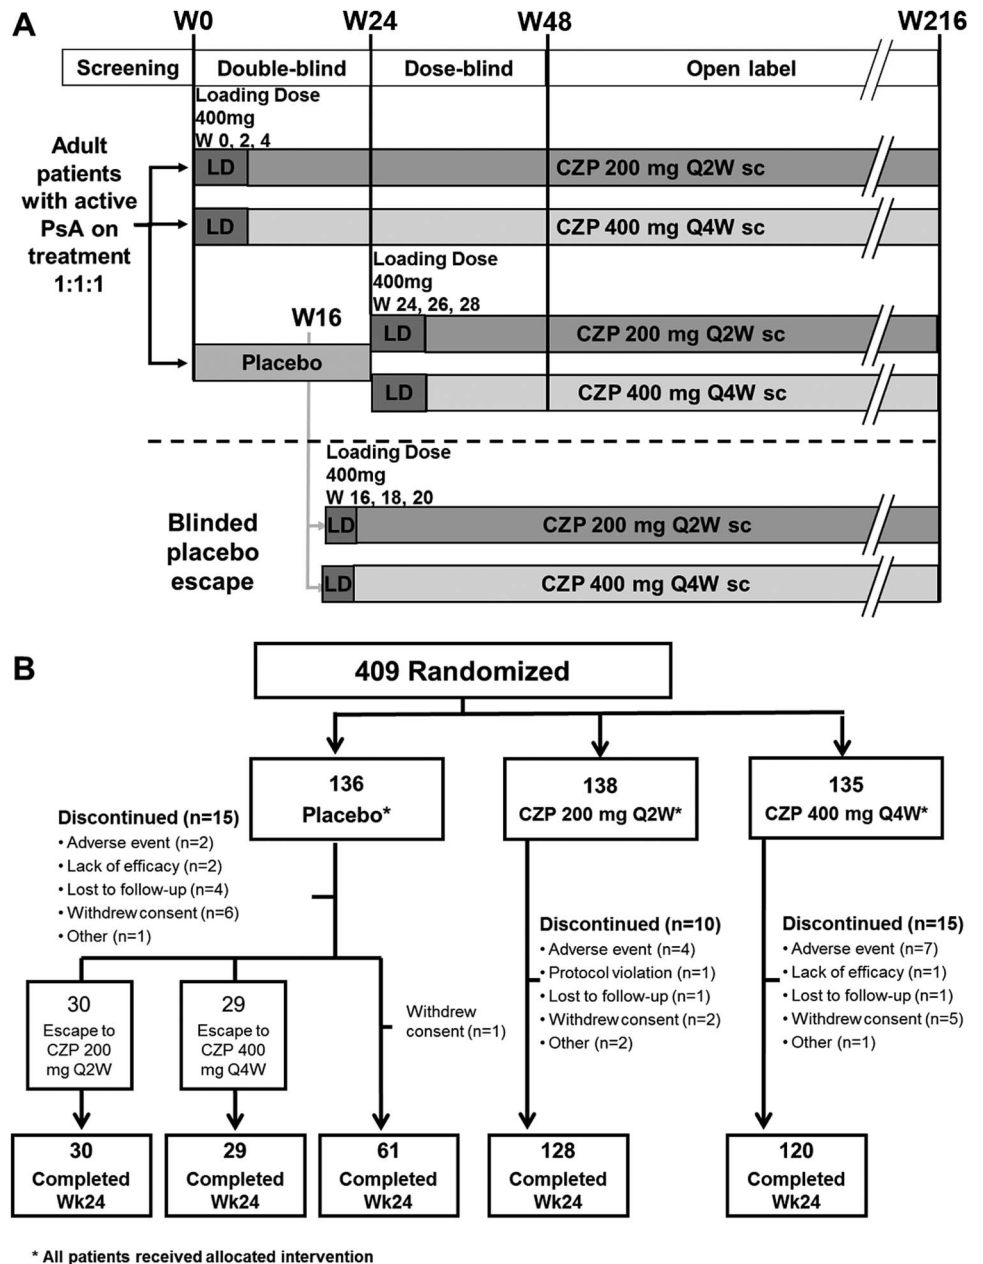 A
W0 W24 W48 W216
Screening Double-blind Dose-blind Open label
Loading Dose
400mg
W 0, 2, 4
Adult
patients
with active
PsA on
treatment
1:1:1
LD CZP 200 mg Q2W sc
LD CZP 400 mg Q4W sc
Loading Dose
400mg
W 24, 26, 28
W16
LD CZP 200 mg Q2W sc
Placebo
LD CZP 400 mg Q4W sc
Loading Dose
400mg
W 16, 18, 20
Blinded
placebo
escape
LD CZP 200 mg Q2W sc
LD CZP 400 mg Q4W sc
B
409 Randomized
136
Placebo*
138
CZP 200 mg Q2W*
135
CZP 400 mg Q4W*
Discontinued (n=15)
• Adverse event (n=2)
• Lack of efficacy (n=2)
• Lost to follow-up (n=4)
• Withdrew consent (n=6)
• Other (n=1)
Discontinued (n=10)
• Adverse event (n=4)
• Protocol violation (n=1)
• Lost to follow-up (n=1)
• Withdrew consent (n=2)
• Other (n=2)
Discontinued (n=15)
• Adverse event (n=7)
• Lack of efficacy (n=1)
• Lost to follow-up (n=1)
• Withdrew consent (n=5)
• Other (n=1)
30
Escape to
CZP 200
mg Q2W
29
Escape to
CZP 400
mg Q4W
Withdrew
consent (n=1)
30
Completed
Wk24
29
Completed
Wk24
61
Completed
Wk24
128
Completed
Wk24
120
Completed
Wk24
* All patients received allocated intervention